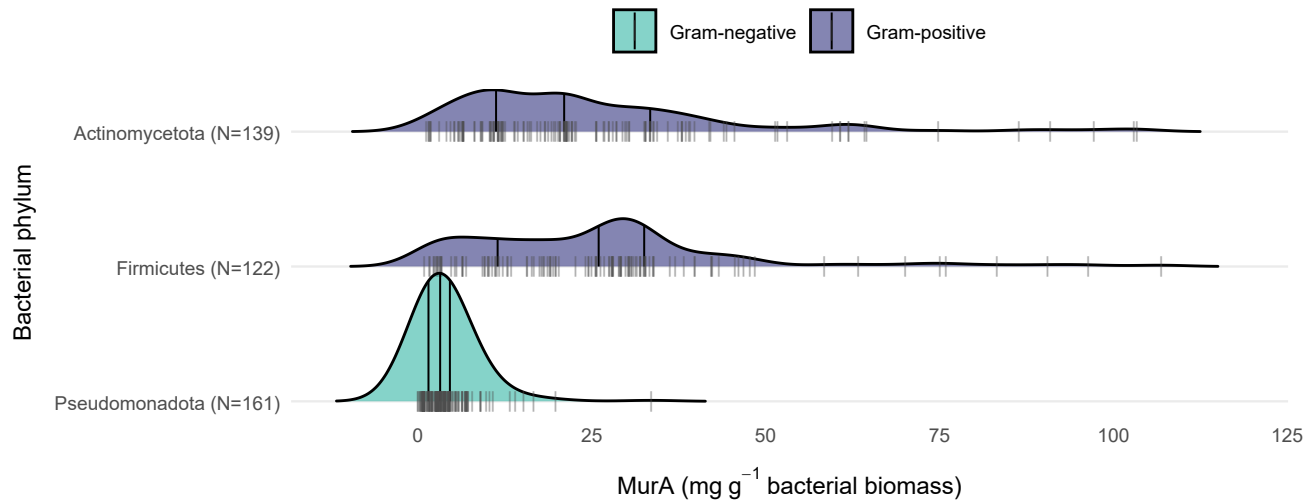 Gram-negative Gram-positive
Bacterial phylum
Actinomycetota (N=139)
Firmicutes (N=122)
Pseudomonadota (N=161)
0 25 50 75 100 125
MurA (mg g⁻¹ bacterial biomass)